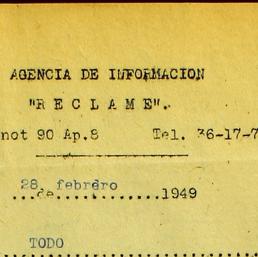 AGENCIA DE INFORMACION
"R E C L A M E".
not 90 Ap.8 Tel. 36-17-7
28 febrero
....de..............1949
TODO